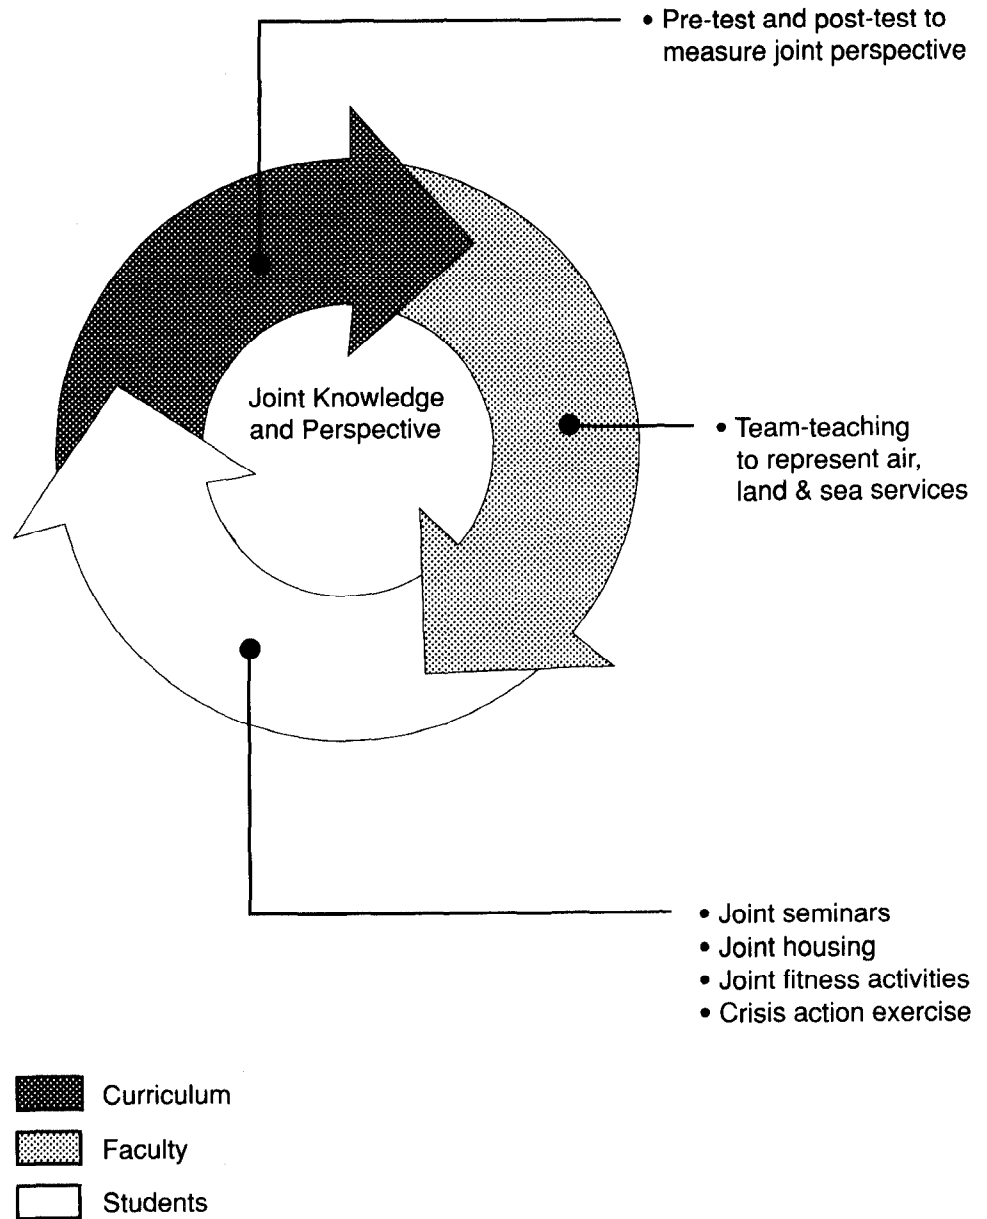 • Pre-test and post-test to
measure joint perspective
Joint Knowledge
and Perspective
• Team-teaching
to represent air,
land & sea services
• Joint seminars
• Joint housing
• Joint fitness activities
• Crisis action exercise
Curriculum
Faculty
Students